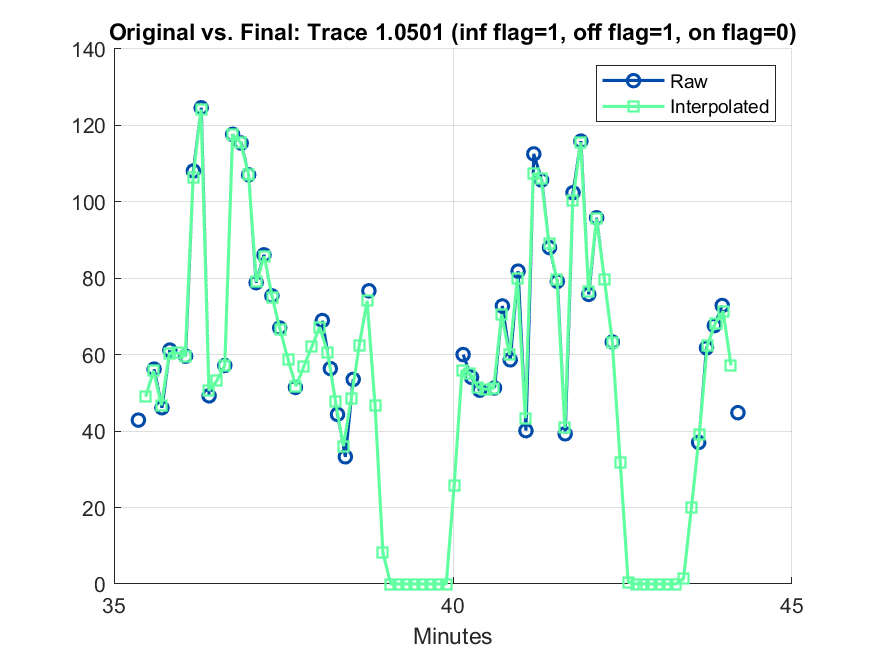 Original vs. Final: Trace 1.0501 (inf flag=1, off flag=1, on flag=0)
140
120
100
80
60
40
20
0
35
40
45
Minutes
Raw
Interpolated